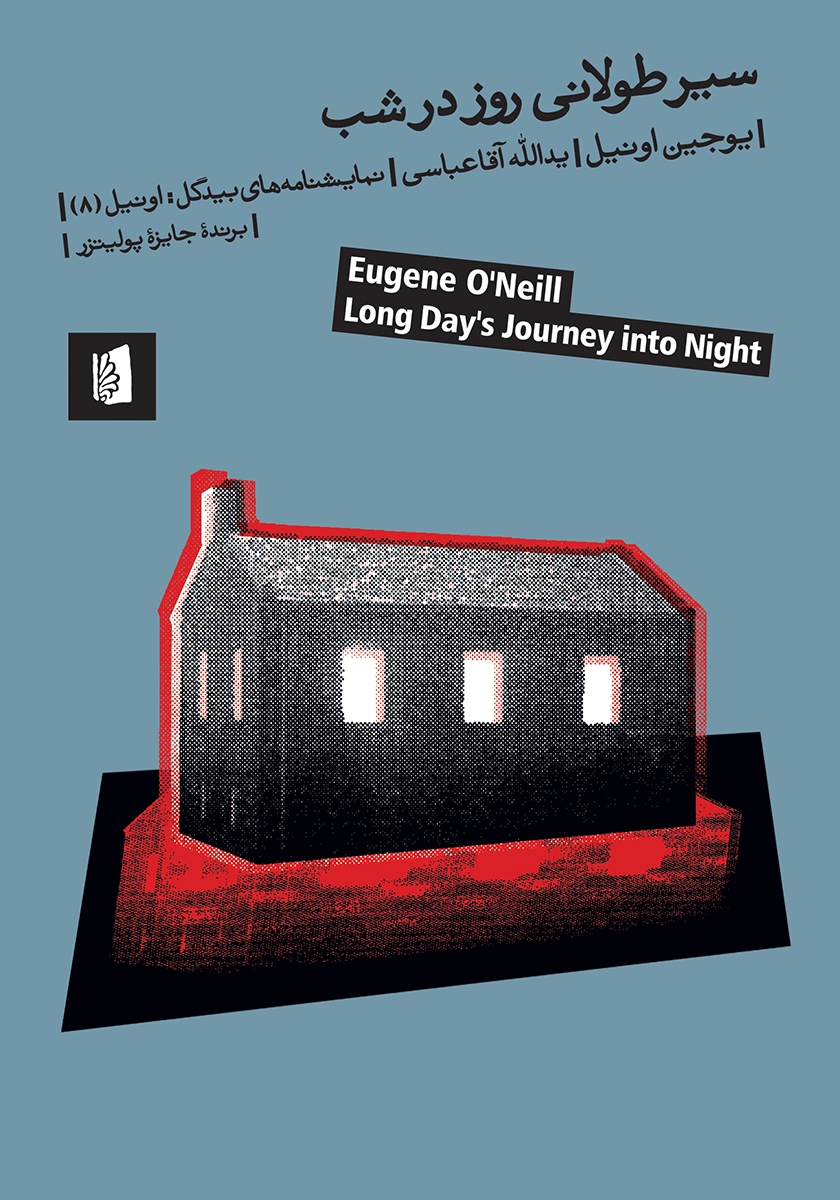 سیر طولانی روز در شب
| یوجین اونیل | یدالله آقاعباسی | نمایشنامه‌های بیدگل: اونیل (۸) |
| برندهٔ جایزهٔ پولیتزر |
Eugene O'Neill
Long Day's Journey into Night